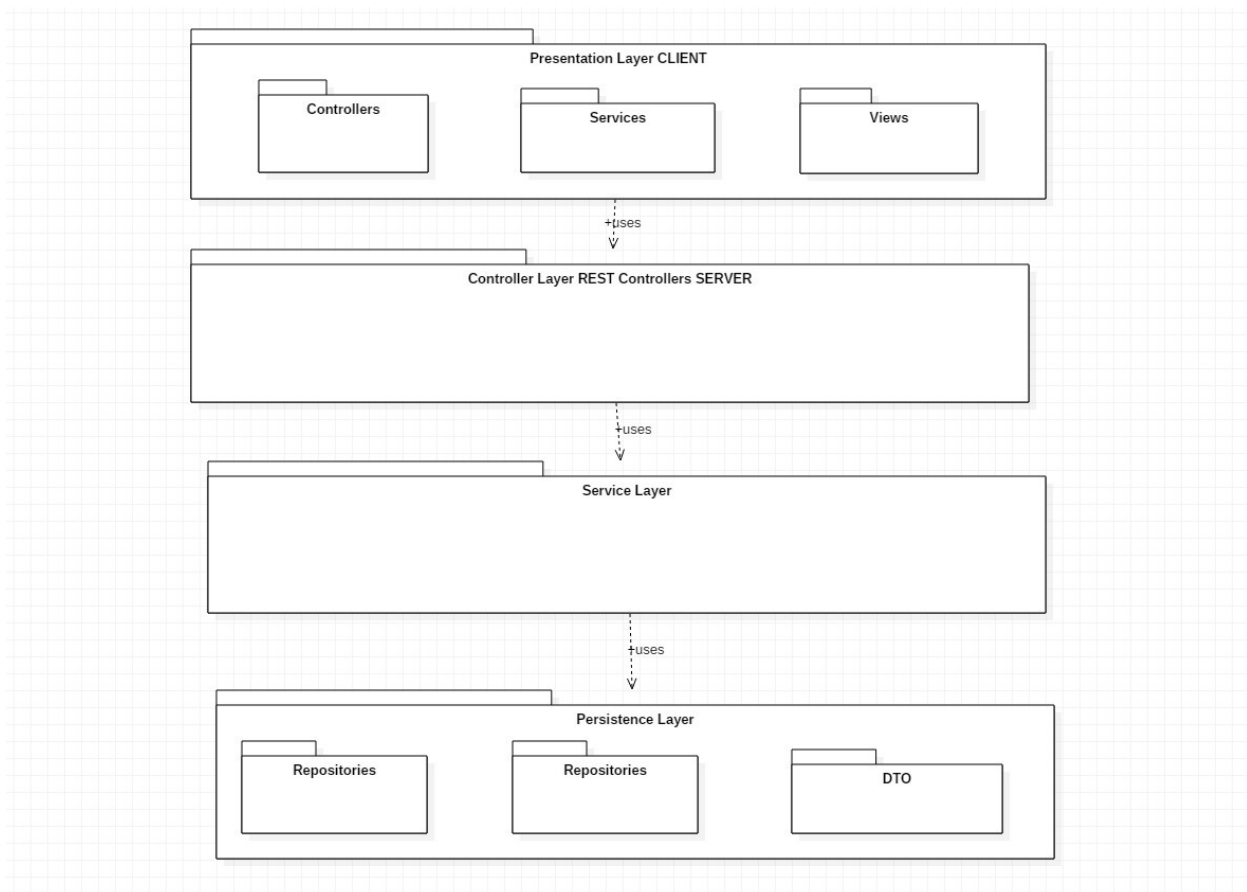 Presentation Layer CLIENT
Controllers
Services
Views
+uses
Controller Layer REST Controllers SERVER
+uses
Service Layer
+uses
Persistence Layer
Repositories
Repositories
DTO